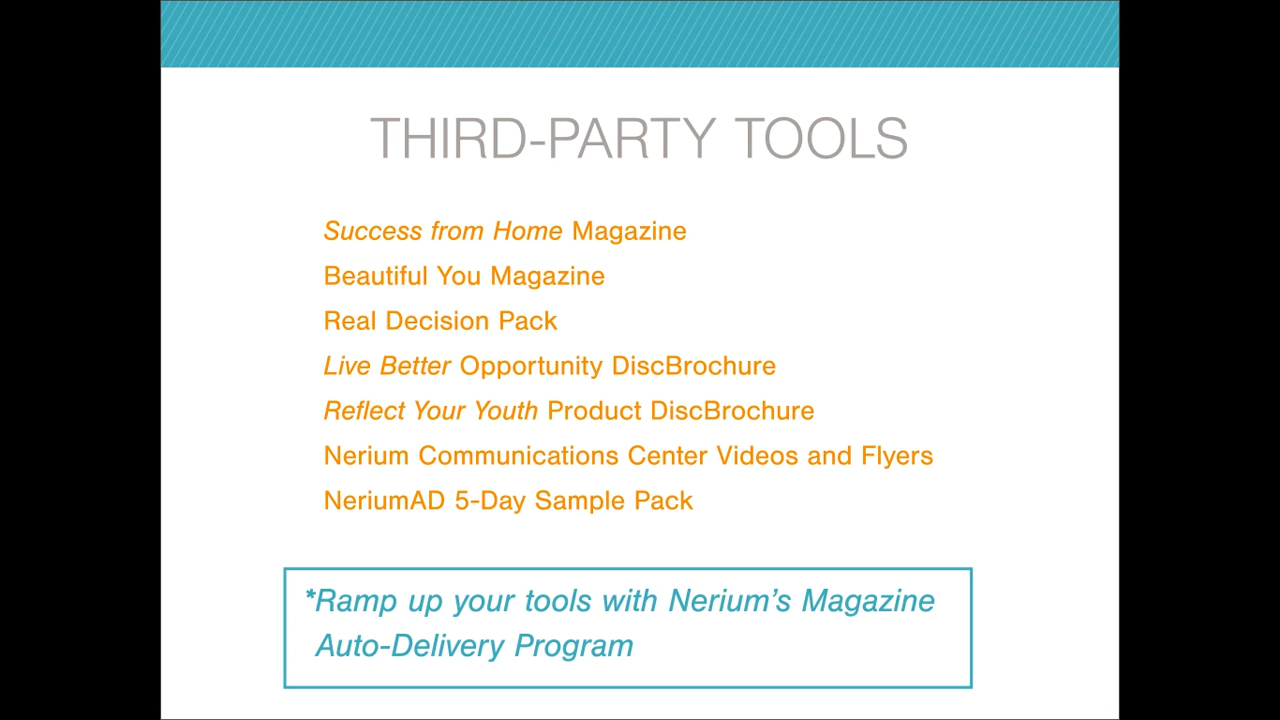 THIRD-PARTY TOOLS
Success from Home Magazine
Beautiful You Magazine
Real Decision Pack
Live Better Opportunity DiscBrochure
Reflect Your Youth Product DiscBrochure
Nerium Communications Center Videos and Flyers
NeriumAD 5-Day Sample Pack
*Ramp up your tools with Nerium’s Magazine
Auto-Delivery Program